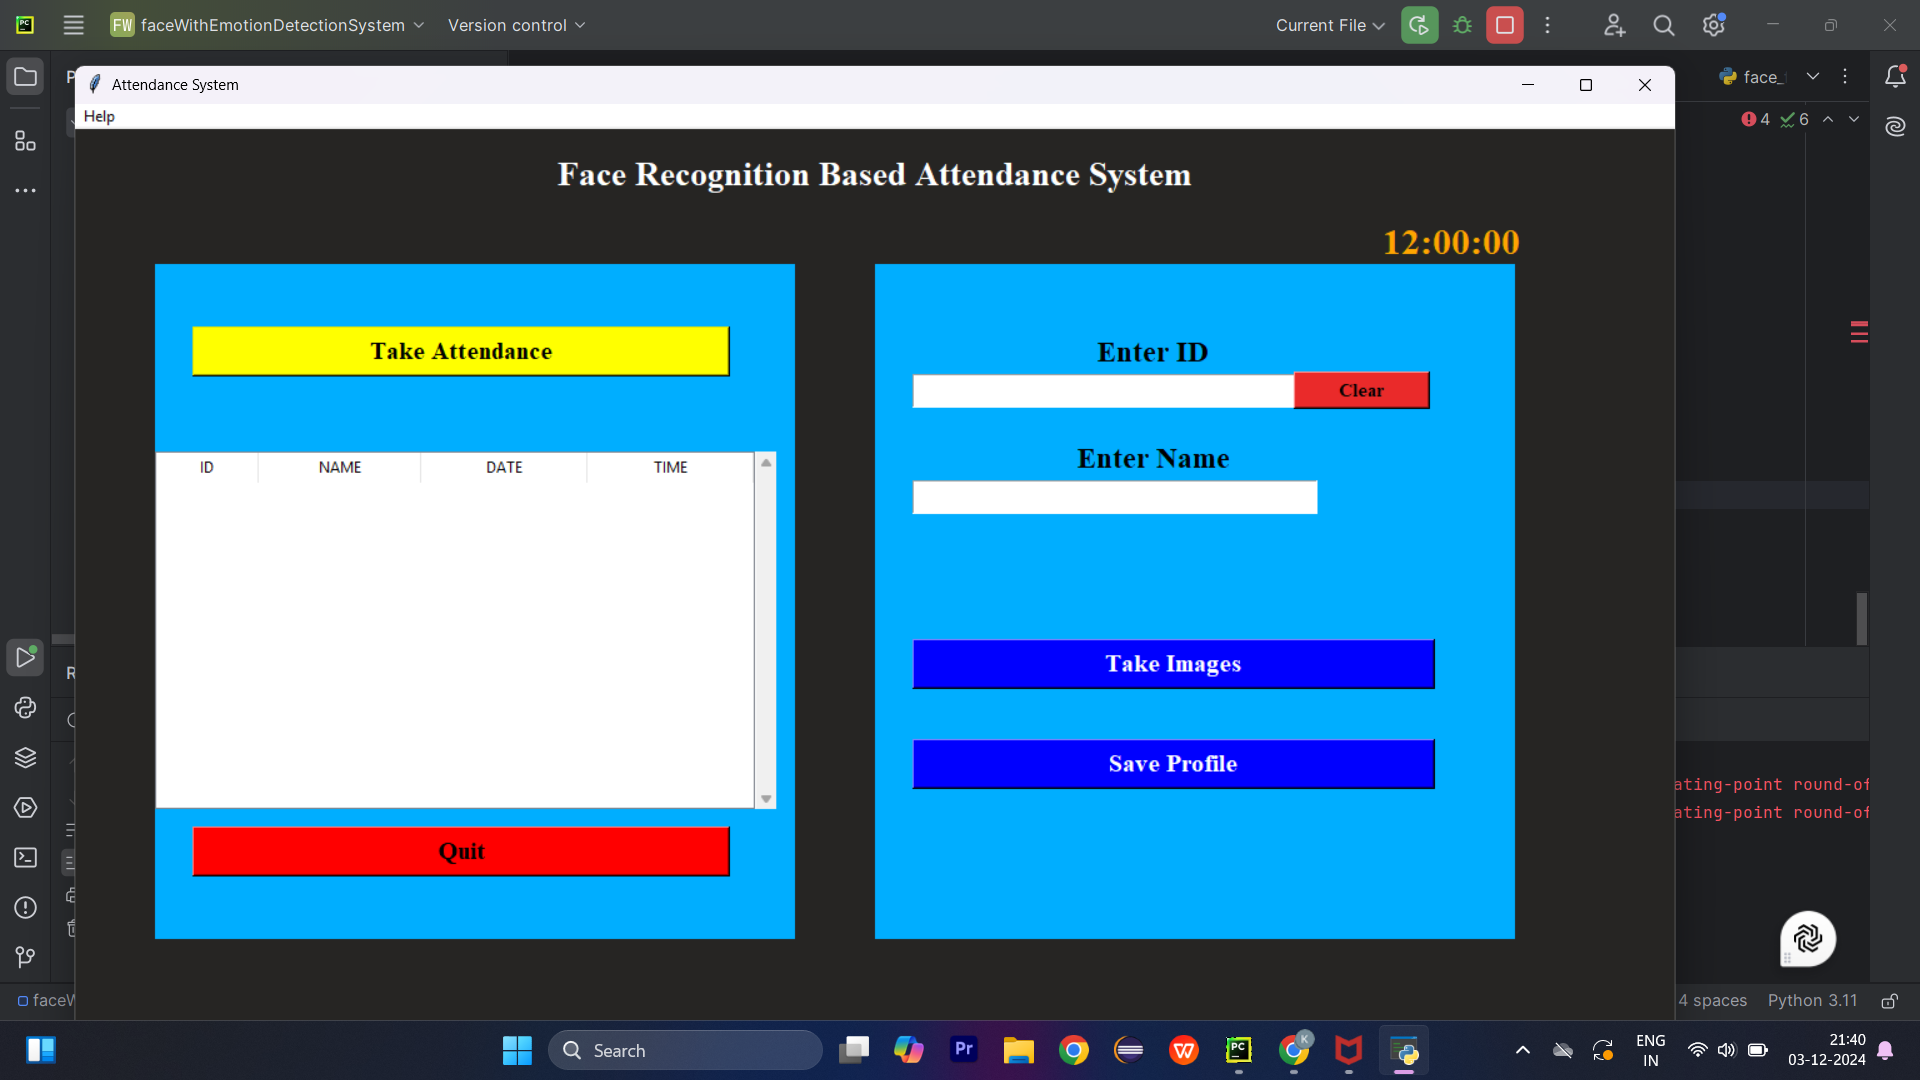 PC
FW faceWithEmotionDetectionSystem
Version control
Current File
Attendance System
face_
Help
4 6
Face Recognition Based Attendance System
12:00:00
Take Attendance
Enter ID
Clear
ID NAME DATE TIME
Enter Name
Take Images
Save Profile
Quit
ating-point round-of
ating-point round-of
faceW
4 spaces Python 3.11
Search
Pr
PC
K
ENG
IN
21:40
03-12-2024